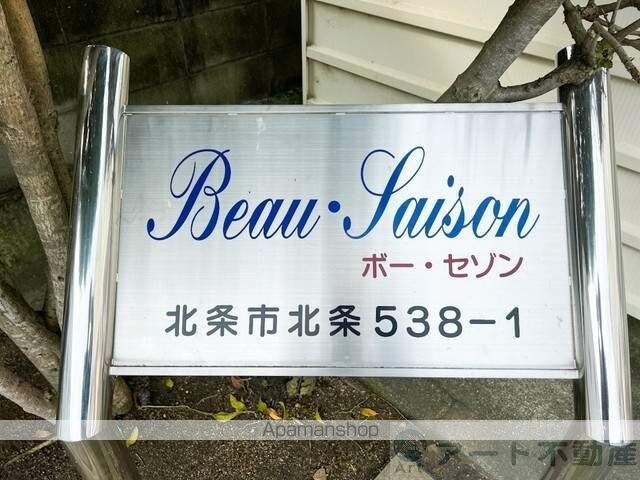 Beau・Saison
ボー・セゾン
北条市北条538-1
Apamanshop
Art アート不動産